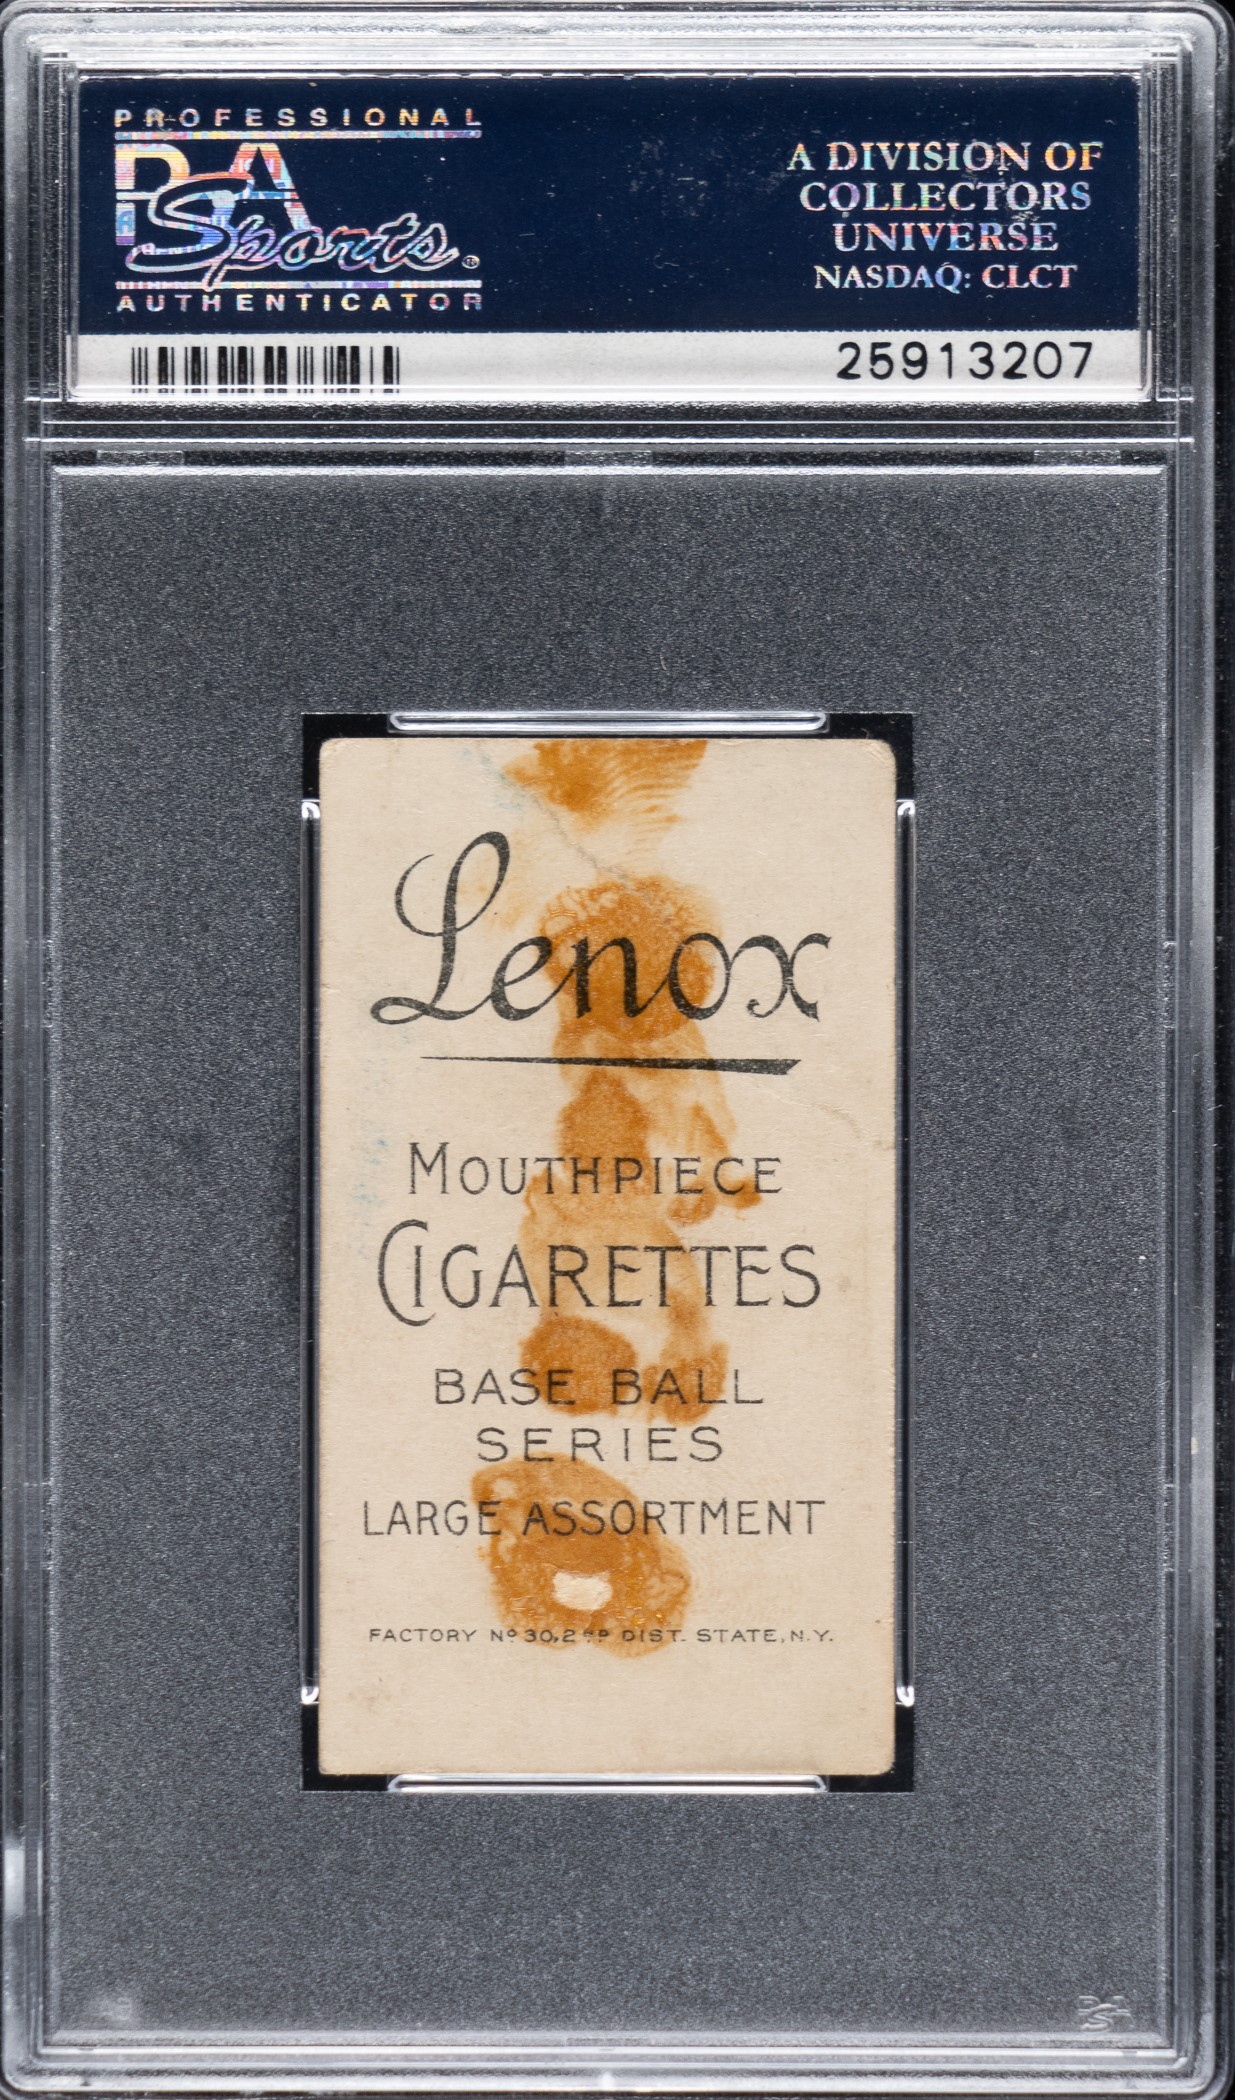 PROFESSIONAL
PSA
Sports®
AUTHENTICATOR
A DIVISION OF
COLLECTORS
UNIVERSE
NASDAQ: CLCT
25913207
Lenox
MOUTHPIECE
CIGARETTES
BASE BALL
SERIES
LARGE ASSORTMENT
FACTORY Nº 30, 2ND DIST. STATE, N.Y.
PSA